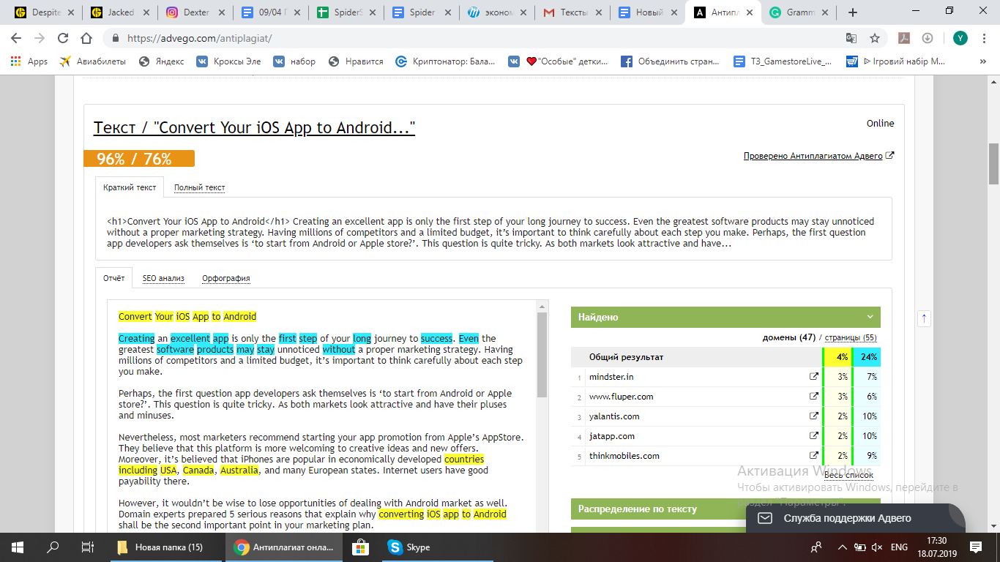 Despite
Jacked
Dexter
09/04 Г
SpiderS
Spider
эконом
Тексты
Новый
Антипл
Gramm
https://advego.com/antiplagiat/
Apps
Авиабилеты
Яндекс
Кроксы Эле
набор
Нравится
Криптонатор: Бала...
"Особые" детки...
Объединить стран...
ТЗ_GamestoreLive_...
ᐈ Ігровий набір M...
»
Текст / "Convert Your iOS App to Android..."
Online
96% / 76%
Проверено Антиплагиатом Адвего
Краткий текст
Полный текст
<h1>Convert Your iOS App to Android</h1> Creating an excellent app is only the first step of your long journey to success. Even the greatest software products may stay unnoticed
without a proper marketing strategy. Having millions of competitors and a limited budget, it’s important to think carefully about each step you make. Perhaps, the first question
app developers ask themselves is ‘to start from Android or Apple store?’. This question is quite tricky. As both markets look attractive and have...
Отчёт
SEO анализ
Орфография
Convert Your iOS App to Android
Creating an excellent app is only the first step of your long journey to success. Even the
greatest software products may stay unnoticed without a proper marketing strategy. Having
millions of competitors and a limited budget, it’s important to think carefully about each step
you make.
Perhaps, the first question app developers ask themselves is ‘to start from Android or Apple
store?’. This question is quite tricky. As both markets look attractive and have their pluses
and minuses.
Nevertheless, most marketers recommend starting your app promotion from Apple’s AppStore.
They believe that this platform is more welcoming to creative ideas and new offers.
Moreover, it’s believed that iPhones are popular in economically developed countries
including USA, Canada, Australia, and many European states. Internet users have good
payability there.
However, it wouldn’t be wise to lose opportunities of dealing with Android market as well.
Domain experts prepared 5 serious reasons that explain why converting iOS app to Android
shall be the second important point in your marketing plan.
Найдено
домены (47) / страницы (55)
Общий результат 4% 24%
1 mindster.in 3% 7%
2 www.fluper.com 3% 6%
3 yalantis.com 2% 10%
4 jatapp.com 2% 10%
5 thinkmobiles.com 2% 9%
Весь список
Активация Windows
Чтобы активировать Windows, перейдите в
раздел "Параметры".
Распределение по тексту
Служба поддержки Адвего
Новая папка (15)
Антиплагиат онла...
Skype
ENG
17:30
18.07.2019